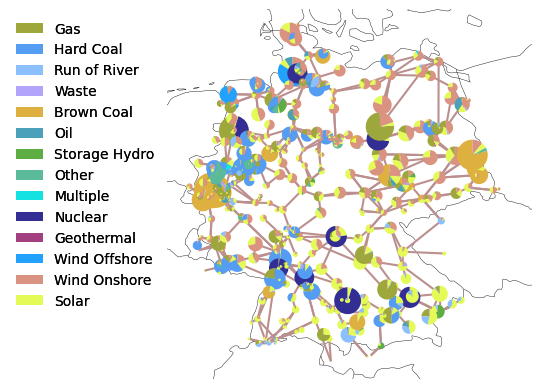 Gas
Hard Coal
Run of River
Waste
Brown Coal
Oil
Storage Hydro
Other
Multiple
Nuclear
Geothermal
Wind Offshore
Wind Onshore
Solar